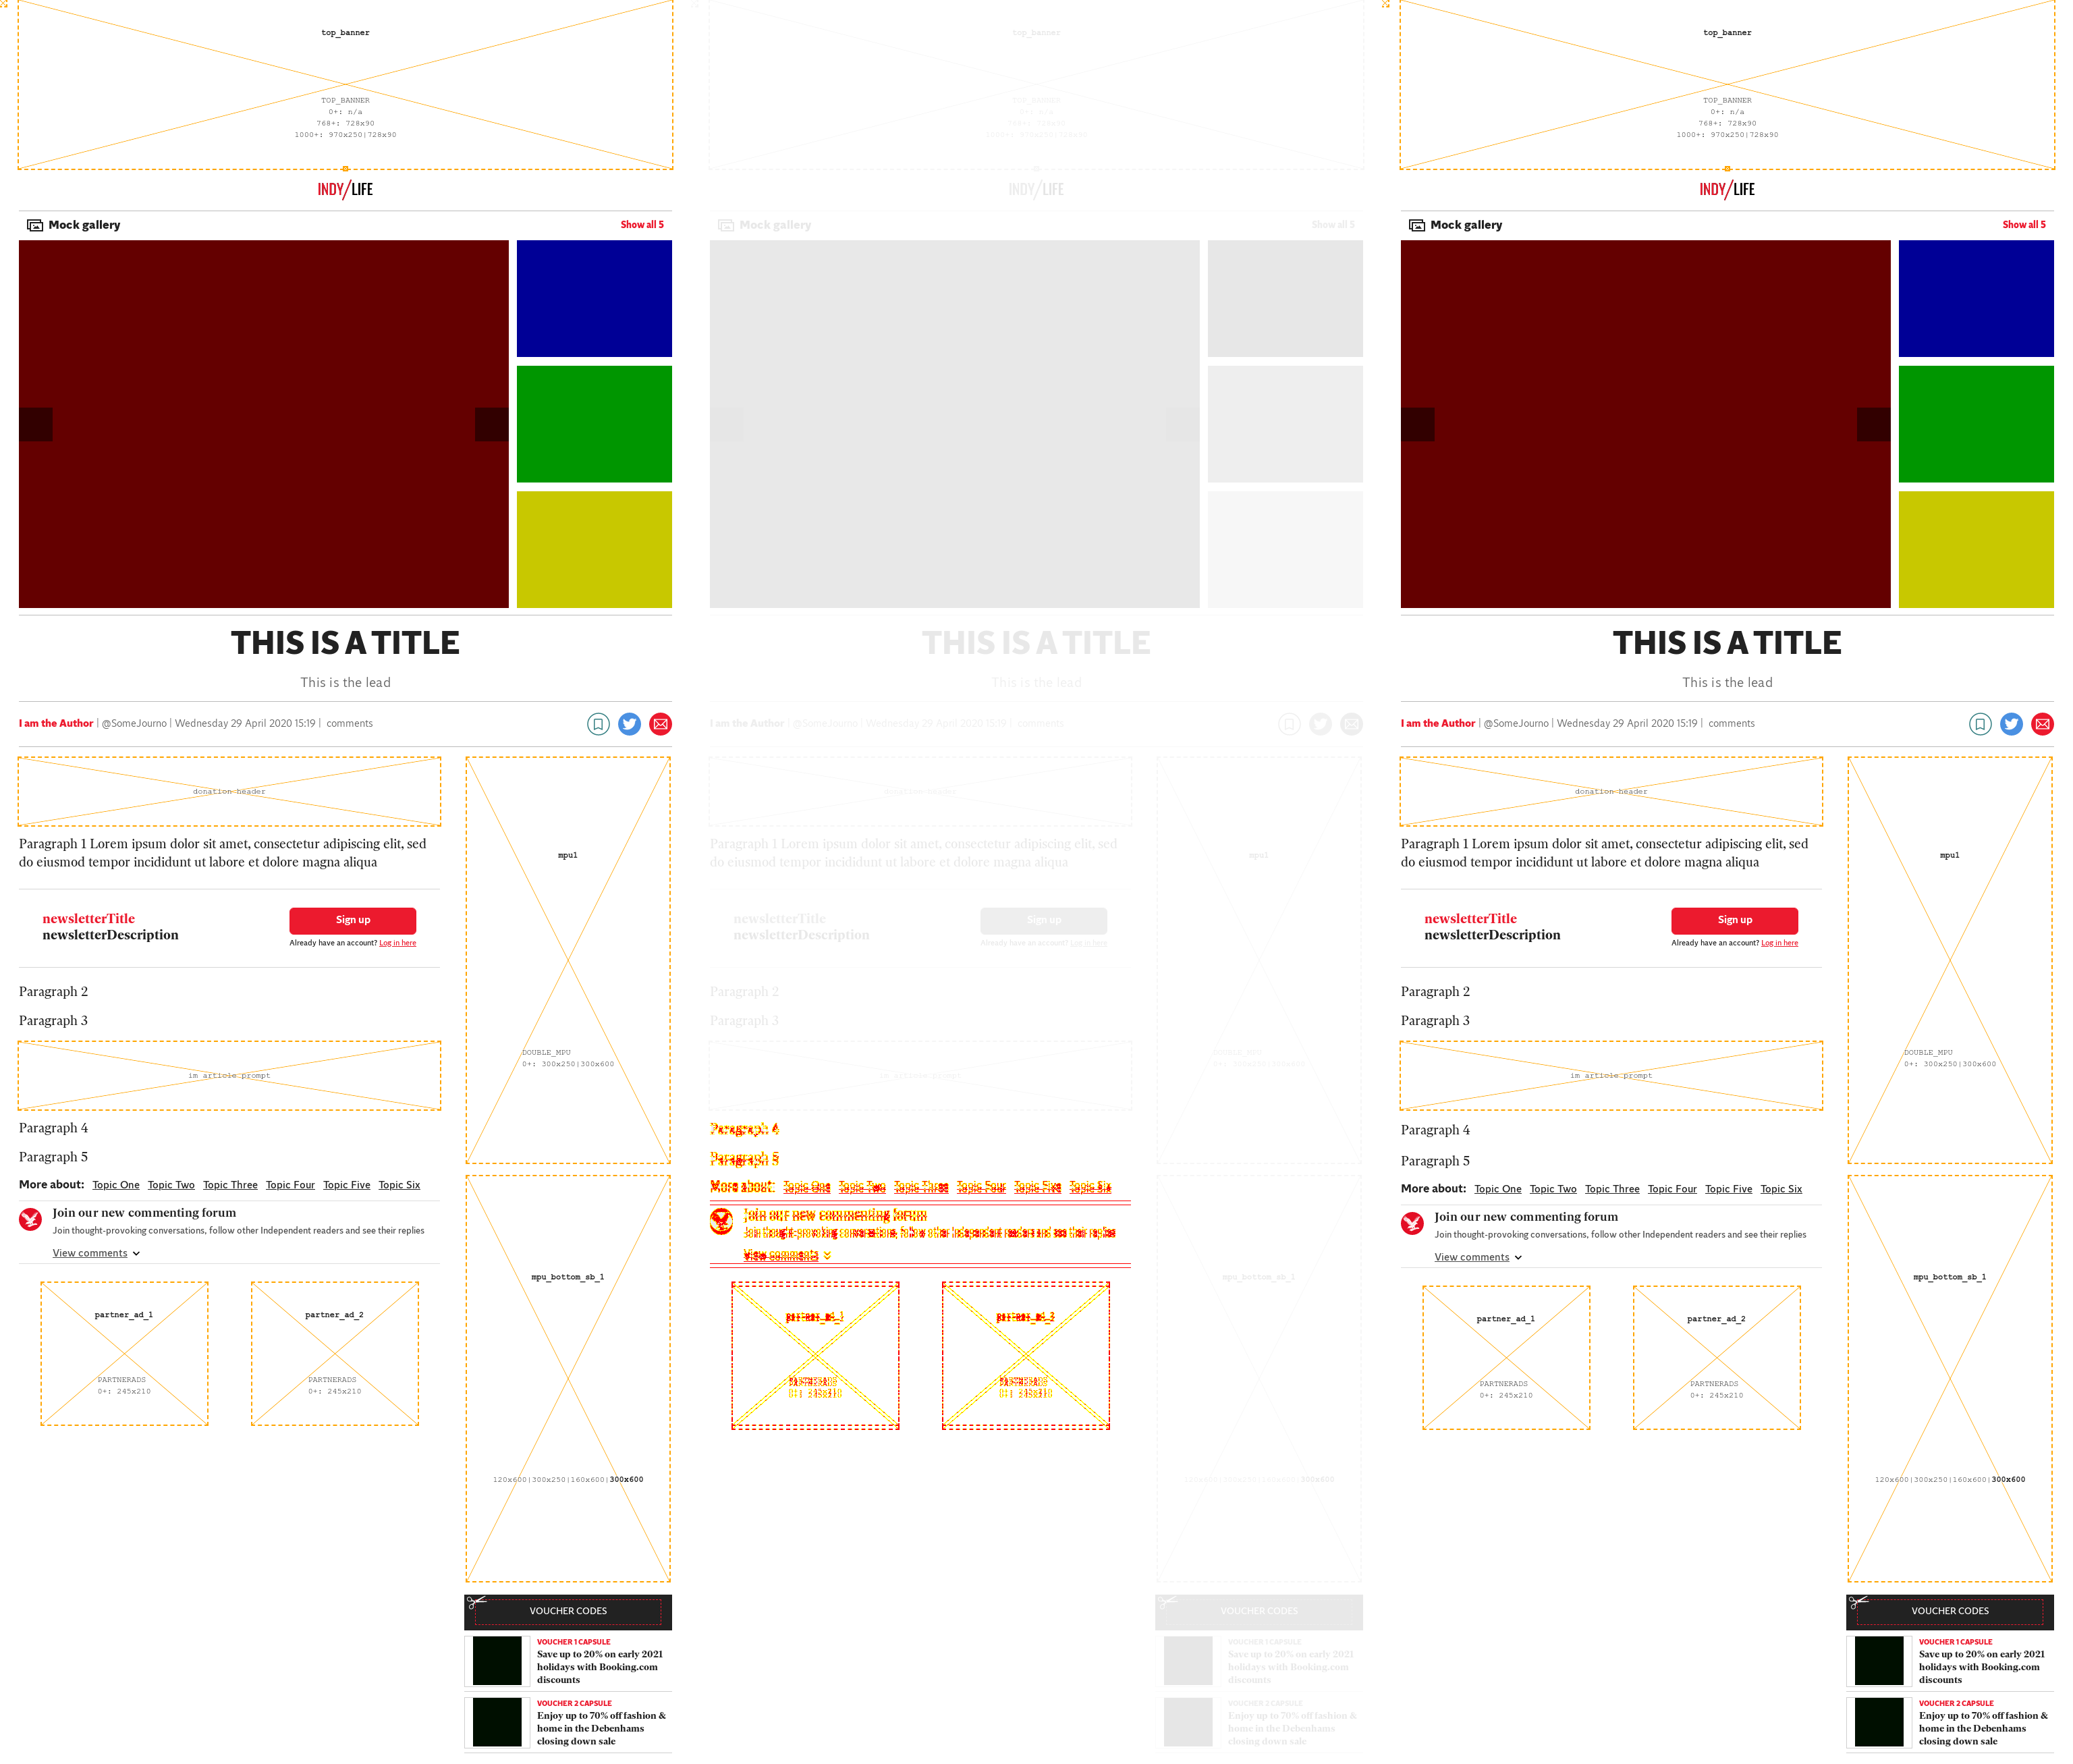 top_banner
TOP_BANNER
0+: n/a
768+: 728x90
1000+: 970x250|728x90
INDY/LIFE
Mock gallery
Show all 5
THIS IS A TITLE
This is the lead
I am the Author | @SomeJourno | Wednesday 29 April 2020 15:19 | comments
donation header
Paragraph 1 Lorem ipsum dolor sit amet, consectetur adipiscing elit, sed
do eiusmod tempor incididunt ut labore et dolore magna aliqua
newsletterTitle
newsletterDescription
Sign up
Already have an account? Log in here
Paragraph 2
Paragraph 3
im article prompt
Paragraph 4
Paragraph 5
More about: Topic One Topic Two Topic Three Topic Four Topic Five Topic Six
Join our new commenting forum
Join thought-provoking conversations, follow other Independent readers and see their replies
View comments
partner_ad_1
PARTNERADS
0+: 245x210
partner_ad_2
PARTNERADS
0+: 245x210
mpu1
DOUBLE_MPU
0+: 300x250|300x600
mpu_bottom_sb_1
120x600|300x250|160x600|300x600
VOUCHER CODES
VOUCHER 1 CAPSULE
Save up to 20% on early 2021
holidays with Booking.com
discounts
VOUCHER 2 CAPSULE
Enjoy up to 70% off fashion &
home in the Debenhams
closing down sale
top_banner
TOP_BANNER
0+: n/a
768+: 728x90
1000+: 970x250|728x90
INDY/LIFE
Mock gallery
Show all 5
THIS IS A TITLE
This is the lead
I am the Author | @SomeJourno | Wednesday 29 April 2020 15:19 | comments
donation header
Paragraph 1 Lorem ipsum dolor sit amet, consectetur adipiscing elit, sed
do eiusmod tempor incididunt ut labore et dolore magna aliqua
newsletterTitle
newsletterDescription
Sign up
Already have an account? Log in here
Paragraph 2
Paragraph 3
im article prompt
Paragraph 4
Paragraph 5
More about: Topic One Topic Two Topic Three Topic Four Topic Five Topic Six
Join our new commenting forum
Join thought-provoking conversations, follow other Independent readers and see their replies
View comments
mpu1
mpu_bottom_sb_1
120x600|300x250|160x600|300x600
VOUCHER CODES
VOUCHER 1 CAPSULE
Save up to 20% on early 2021
holidays with Booking.com
discounts
VOUCHER 2 CAPSULE
Enjoy up to 70% off fashion &
home in the Debenhams
closing down sale
top_banner
TOP_BANNER
0+: n/a
768+: 728x90
1000+: 970x250|728x90
INDY/LIFE
Mock gallery
Show all 5
THIS IS A TITLE
This is the lead
I am the Author | @SomeJourno | Wednesday 29 April 2020 15:19 | comments
donation header
Paragraph 1 Lorem ipsum dolor sit amet, consectetur adipiscing elit, sed
do eiusmod tempor incididunt ut labore et dolore magna aliqua
newsletterTitle
newsletterDescription
Sign up
Already have an account? Log in here
Paragraph 2
Paragraph 3
im article prompt
Paragraph 4
Paragraph 5
More about: Topic One Topic Two Topic Three Topic Four Topic Five Topic Six
Join our new commenting forum
Join thought-provoking conversations, follow other Independent readers and see their replies
View comments
partner_ad_1
PARTNERADS
0+: 245x210
partner_ad_2
PARTNERADS
0+: 245x210
mpu1
DOUBLE_MPU
0+: 300x250|300x600
mpu_bottom_sb_1
120x600|300x250|160x600|300x600
VOUCHER CODES
VOUCHER 1 CAPSULE
Save up to 20% on early 2021
holidays with Booking.com
discounts
VOUCHER 2 CAPSULE
Enjoy up to 70% off fashion &
home in the Debenhams
closing down sale